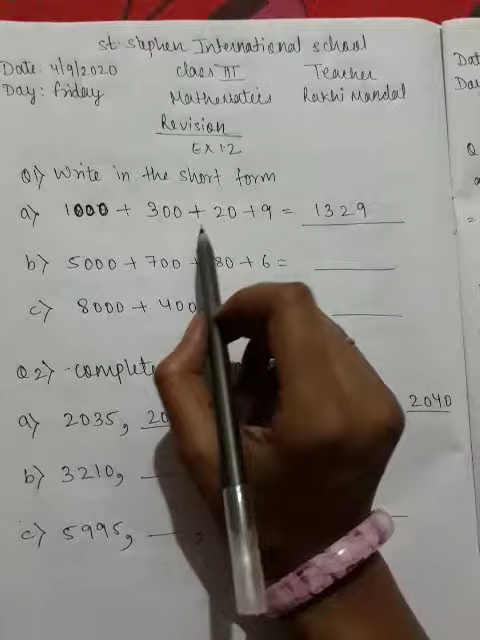 St. Stephen International School
Date: 4/9/2020 Class III Teacher
Day: friday Mathematics Rakhi Mandal
Revision
Ex 1.2
Q1) Write in the short form
a) 1000 + 300 + 20 + 9 = 1329
b) 5000 + 700 + 80 + 6 =
c) 8000 + 400
Q2) complete
a) 2035, 20 2040
b) 3210,
c) 5995,